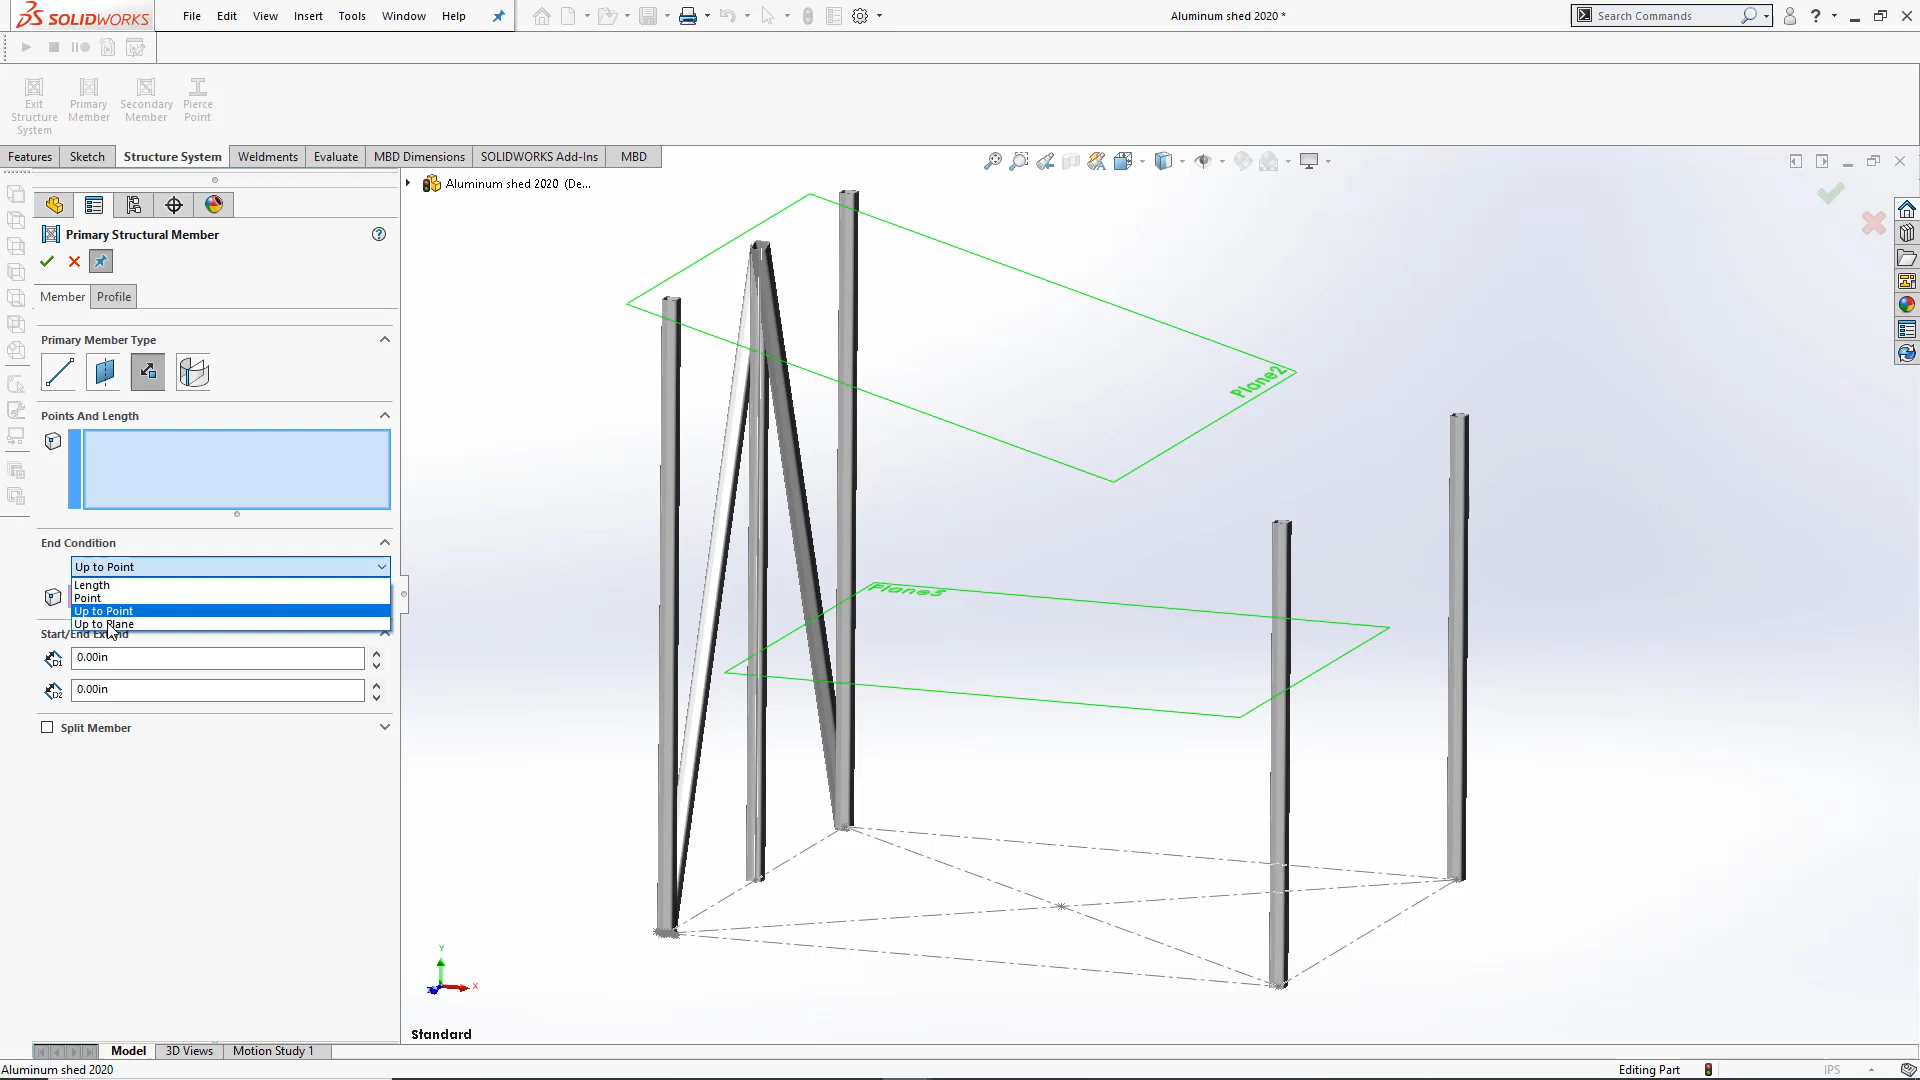 SOLIDWORKS
File Edit View Insert Tools Window Help
Aluminum shed 2020 *
Search Commands
Exit Structure System
Primary Member
Secondary Member
Pierce Point
Features Sketch Structure System Weldments Evaluate MBD Dimensions SOLIDWORKS Add-Ins MBD
Aluminum shed 2020 (De...
Primary Structural Member
Member Profile
Primary Member Type
Points And Length
End Condition
Up to Point
Length
Point
Up to Point
Up to Plane
Start/End Extend
D1 0.00in
D2 0.00in
Split Member
Plane2
Plane5
Y
X
Standard
Model 3D Views Motion Study 1
Aluminum shed 2020
Editing Part
IPS